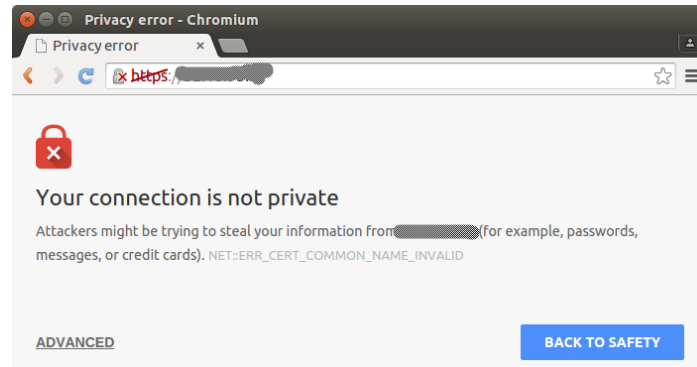 Privacy error - Chromium
Privacy error ×
https://
Your connection is not private
Attackers might be trying to steal your information from (for example, passwords,
messages, or credit cards). NET::ERR_CERT_COMMON_NAME_INVALID
ADVANCED
BACK TO SAFETY